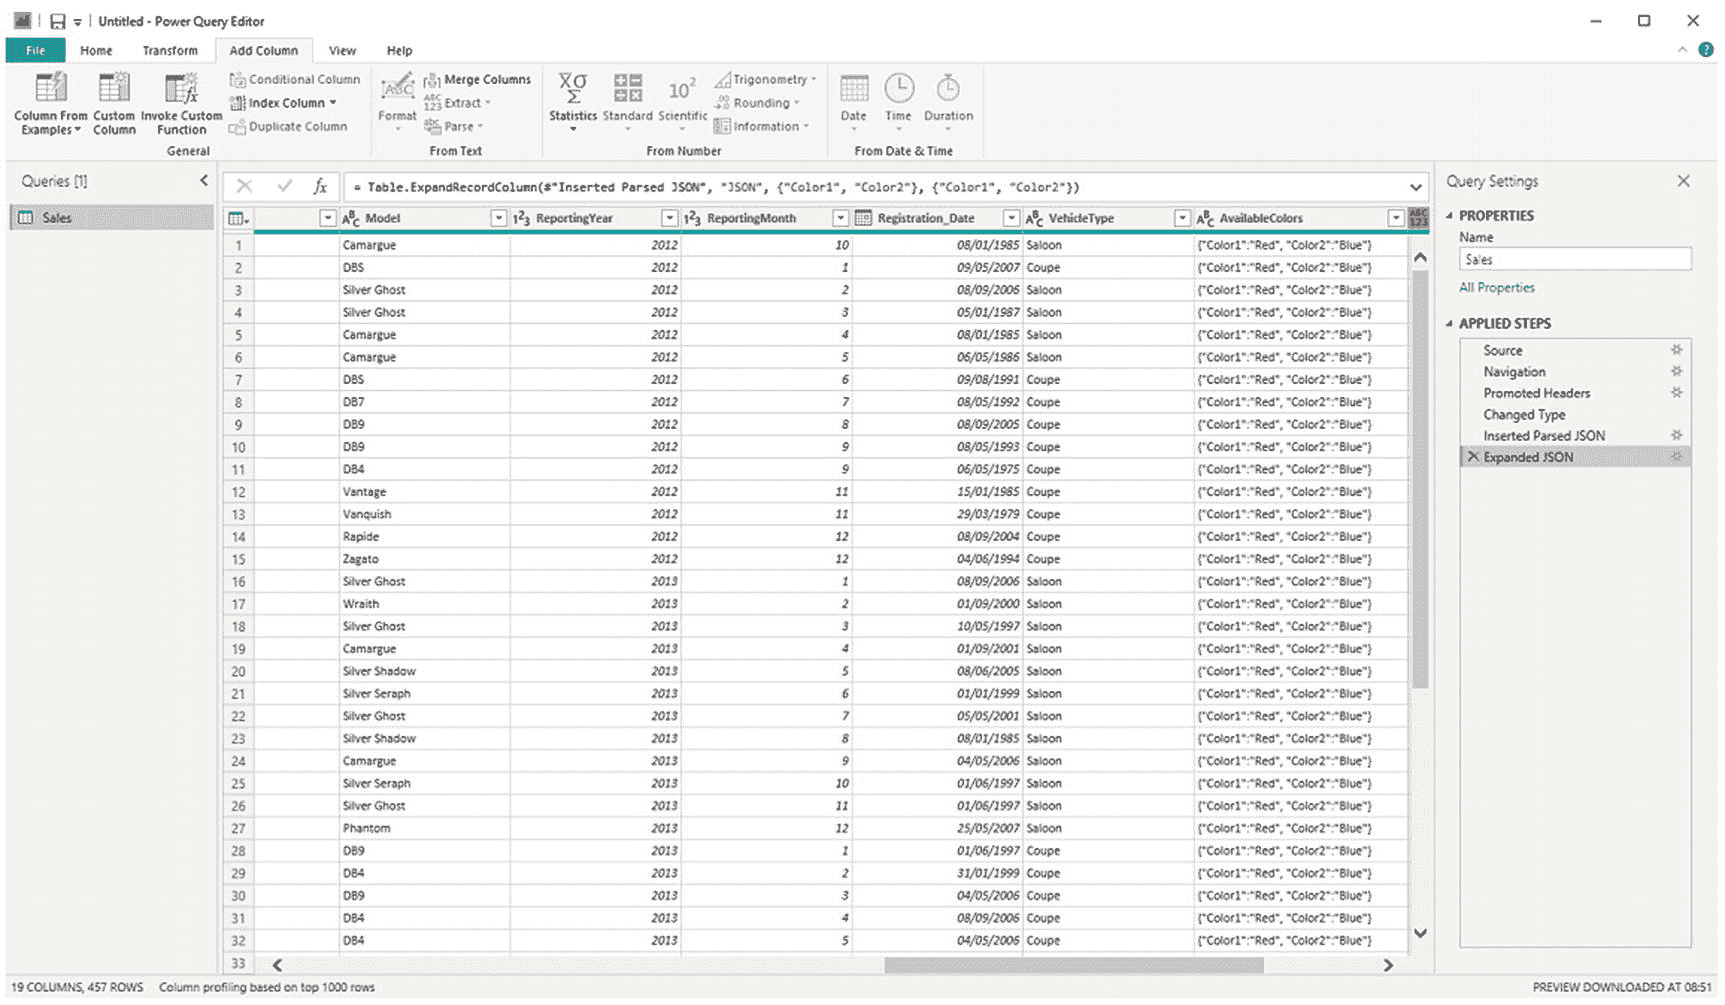 Untitled - Power Query Editor
File Home Transform Add Column View Help
Column From Examples Custom Column Invoke Custom Function Conditional Column Index Column Duplicate Column General
Format Merge Columns Extract Parse From Text
Statistics Standard Scientific Trigonometry Rounding Information From Number
Date Time Duration From Date & Time
Queries [1]
Sales
= Table.ExpandRecordColumn(#"Inserted Parsed JSON", "JSON", {"Color1", "Color2"}, {"Color1", "Color2"})
Model ReportingYear ReportingMonth Registration_Date VehicleType AvailableColors
1 Camargue 2012 10 08/01/1985 Saloon {"Color1":"Red", "Color2":"Blue"}
2 DBS 2012 1 09/05/2007 Coupe {"Color1":"Red", "Color2":"Blue"}
3 Silver Ghost 2012 2 08/09/2006 Saloon {"Color1":"Red", "Color2":"Blue"}
4 Silver Ghost 2012 3 05/01/1987 Saloon {"Color1":"Red", "Color2":"Blue"}
5 Camargue 2012 4 08/01/1985 Saloon {"Color1":"Red", "Color2":"Blue"}
6 Camargue 2012 5 06/05/1986 Saloon {"Color1":"Red", "Color2":"Blue"}
7 DBS 2012 6 09/08/1991 Coupe {"Color1":"Red", "Color2":"Blue"}
8 DB7 2012 7 08/05/1992 Coupe {"Color1":"Red", "Color2":"Blue"}
9 DB9 2012 8 08/09/2005 Coupe {"Color1":"Red", "Color2":"Blue"}
10 DB9 2012 9 08/05/1993 Coupe {"Color1":"Red", "Color2":"Blue"}
11 DB4 2012 9 06/05/1975 Coupe {"Color1":"Red", "Color2":"Blue"}
12 Vantage 2012 11 15/01/1985 Coupe {"Color1":"Red", "Color2":"Blue"}
13 Vanquish 2012 11 29/03/1979 Coupe {"Color1":"Red", "Color2":"Blue"}
14 Rapide 2012 12 08/09/2004 Coupe {"Color1":"Red", "Color2":"Blue"}
15 Zagato 2012 12 04/06/1994 Coupe {"Color1":"Red", "Color2":"Blue"}
16 Silver Ghost 2013 1 08/09/2006 Saloon {"Color1":"Red", "Color2":"Blue"}
17 Wraith 2013 2 01/09/2000 Saloon {"Color1":"Red", "Color2":"Blue"}
18 Silver Ghost 2013 3 10/05/1997 Saloon {"Color1":"Red", "Color2":"Blue"}
19 Camargue 2013 4 01/09/2001 Saloon {"Color1":"Red", "Color2":"Blue"}
20 Silver Shadow 2013 5 08/06/2005 Saloon {"Color1":"Red", "Color2":"Blue"}
21 Silver Seraph 2013 6 01/01/1999 Saloon {"Color1":"Red", "Color2":"Blue"}
22 Silver Ghost 2013 7 05/05/2001 Saloon {"Color1":"Red", "Color2":"Blue"}
23 Silver Shadow 2013 8 08/01/1985 Saloon {"Color1":"Red", "Color2":"Blue"}
24 Camargue 2013 9 04/05/2006 Saloon {"Color1":"Red", "Color2":"Blue"}
25 Silver Seraph 2013 10 01/06/1997 Saloon {"Color1":"Red", "Color2":"Blue"}
26 Silver Ghost 2013 11 01/06/1997 Saloon {"Color1":"Red", "Color2":"Blue"}
27 Phantom 2013 12 25/05/2007 Saloon {"Color1":"Red", "Color2":"Blue"}
28 DB9 2013 1 01/06/1997 Coupe {"Color1":"Red", "Color2":"Blue"}
29 DB4 2013 2 31/01/1999 Coupe {"Color1":"Red", "Color2":"Blue"}
30 DB9 2013 3 04/05/2006 Coupe {"Color1":"Red", "Color2":"Blue"}
31 DB4 2013 4 08/09/2006 Coupe {"Color1":"Red", "Color2":"Blue"}
32 DB4 2013 5 04/05/2006 Coupe {"Color1":"Red", "Color2":"Blue"}
33
Query Settings
PROPERTIES
Name
Sales
All Properties
APPLIED STEPS
Source
Navigation
Promoted Headers
Changed Type
Inserted Parsed JSON
Expanded JSON
19 COLUMNS, 457 ROWS Column profiling based on top 1000 rows PREVIEW DOWNLOADED AT 08:51